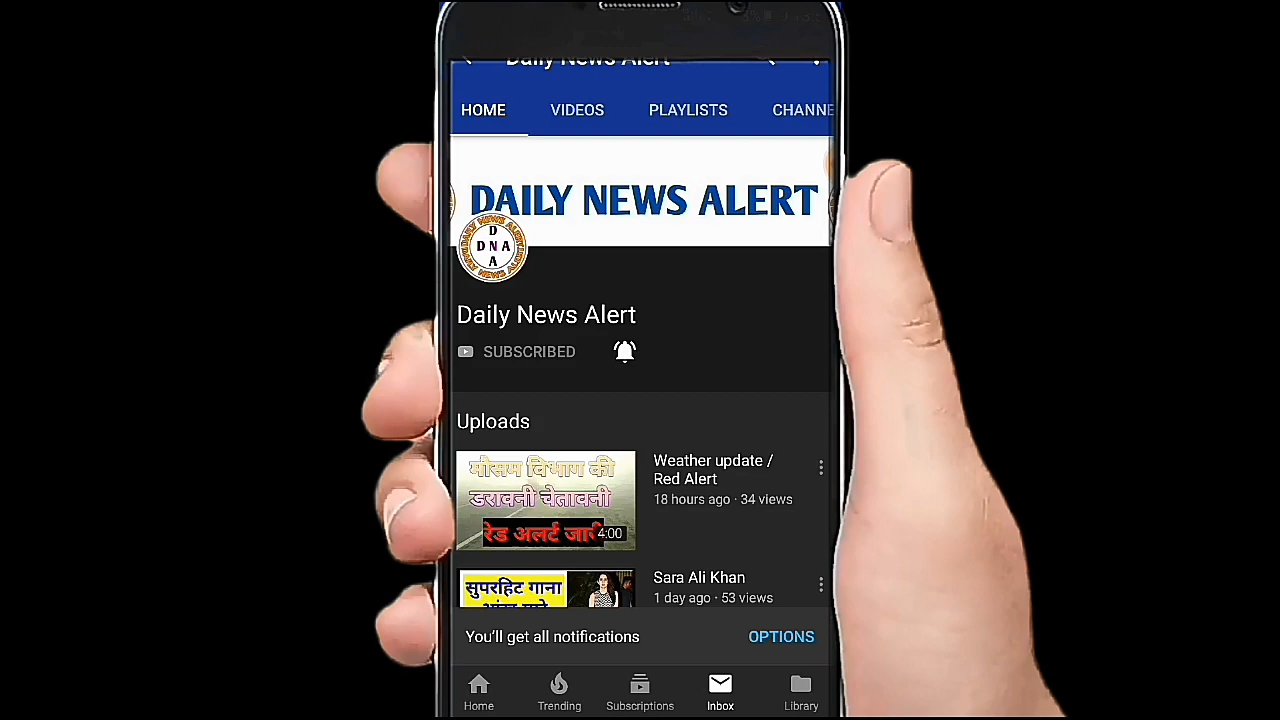 Daily News Alert
HOME VIDEOS PLAYLISTS CHANNE
DAILY NEWS ALERT
D
DNA
A
Daily News Alert
SUBSCRIBED
Uploads
मौसम विभाग की
डरावनी चेतावनी
रेड अलर्ट जारी
4:00
Weather update /
Red Alert
18 hours ago · 34 views
सुपरहिट गाना
Sara Ali Khan
1 day ago · 53 views
You'll get all notifications OPTIONS
Home Trending Subscriptions Inbox Library